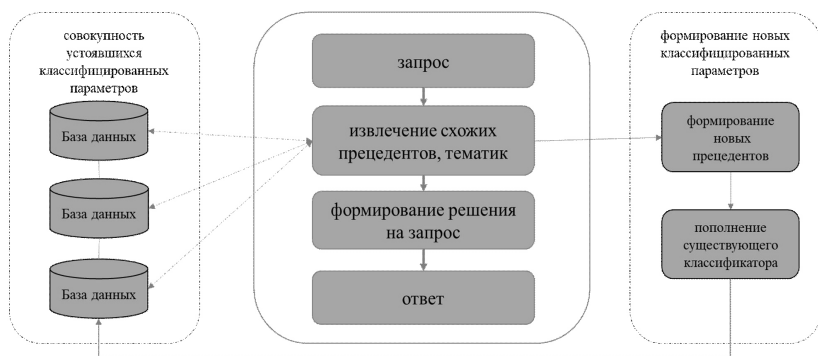 совокупность
устоявшихся
классифицированных
параметров
База данных
База данных
База данных
запрос
извлечение схожих
прецедентов, тематик
формирование решения
на запрос
ответ
формирование новых
классифицированных
параметров
формирование
новых
прецедентов
пополнение
существующего
классификатора